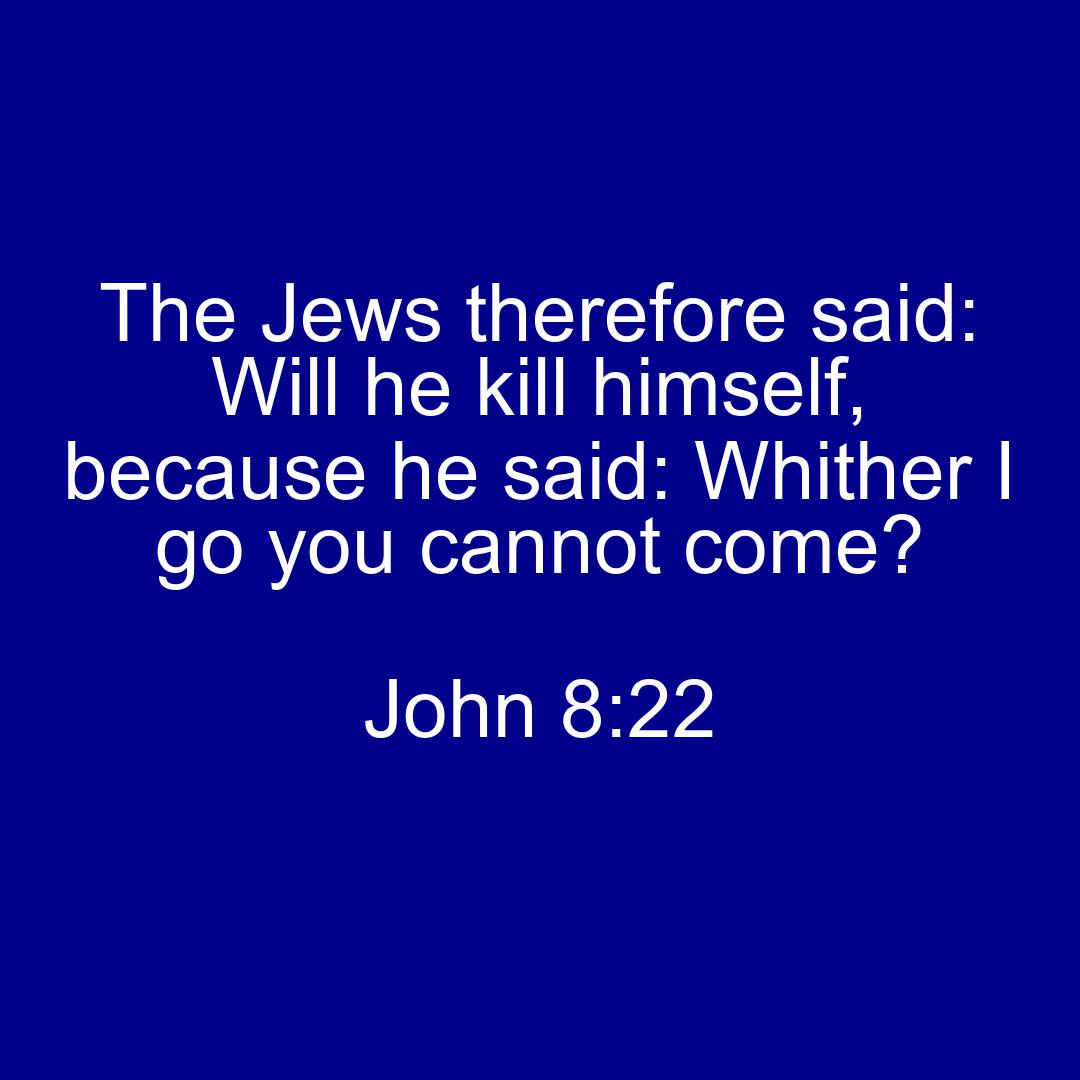 The Jews therefore said:
Will he kill himself,
because he said: Whither I
go you cannot come?
John 8:22